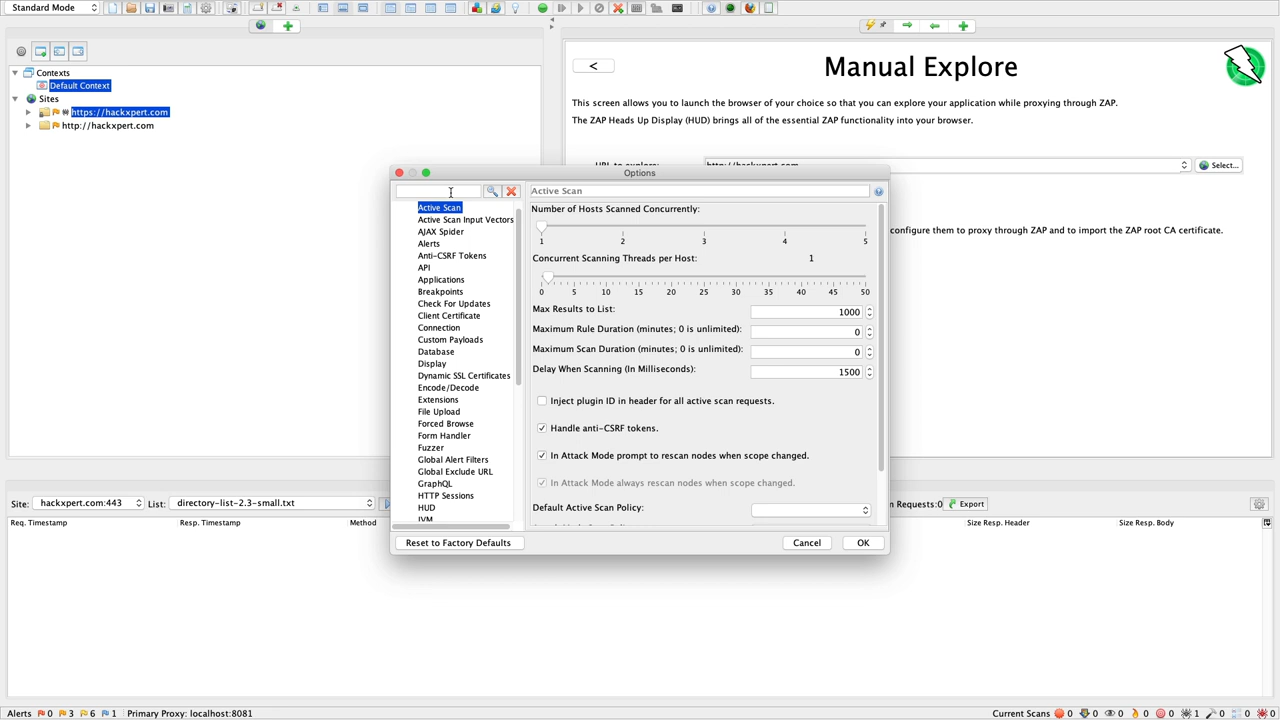 Standard Mode
Contexts
Default Context
Sites
https://hackxpert.com
http://hackxpert.com
<
Manual Explore
This screen allows you to launch the browser of your choice so that you can explore your application while proxying through ZAP.
The ZAP Heads Up Display (HUD) brings all of the essential ZAP functionality into your browser.
URL to explore:
http://hackxpert.com
Select...
configure them to proxy through ZAP and to import the ZAP root CA certificate.
Options
Active Scan
Active Scan Input Vectors
AJAX Spider
Alerts
Anti-CSRF Tokens
API
Applications
Breakpoints
Check For Updates
Client Certificate
Connection
Custom Payloads
Database
Display
Dynamic SSL Certificates
Encode/Decode
Extensions
File Upload
Forced Browse
Form Handler
Fuzzer
Global Alert Filters
Global Exclude URL
GraphQL
HTTP Sessions
HUD
JVM
Active Scan
Number of Hosts Scanned Concurrently:
1 2 3 4 5
Concurrent Scanning Threads per Host: 1
0 5 10 15 20 25 30 35 40 45 50
Max Results to List: 1000
Maximum Rule Duration (minutes; 0 is unlimited): 0
Maximum Scan Duration (minutes; 0 is unlimited): 0
Delay When Scanning (In Milliseconds): 1500
Inject plugin ID in header for all active scan requests.
Handle anti-CSRF tokens.
In Attack Mode prompt to rescan nodes when scope changed.
In Attack Mode always rescan nodes when scope changed.
Default Active Scan Policy:
Reset to Factory Defaults
Cancel
OK
Site: hackxpert.com:443 List: directory-list-2.3-small.txt
Requests:0 Export
Req. Timestamp Resp. Timestamp Method Size Resp. Header Size Resp. Body
Alerts 0 3 6 1 Primary Proxy: localhost:8081
Current Scans 0 0 0 0 0 0 1 0 0 0